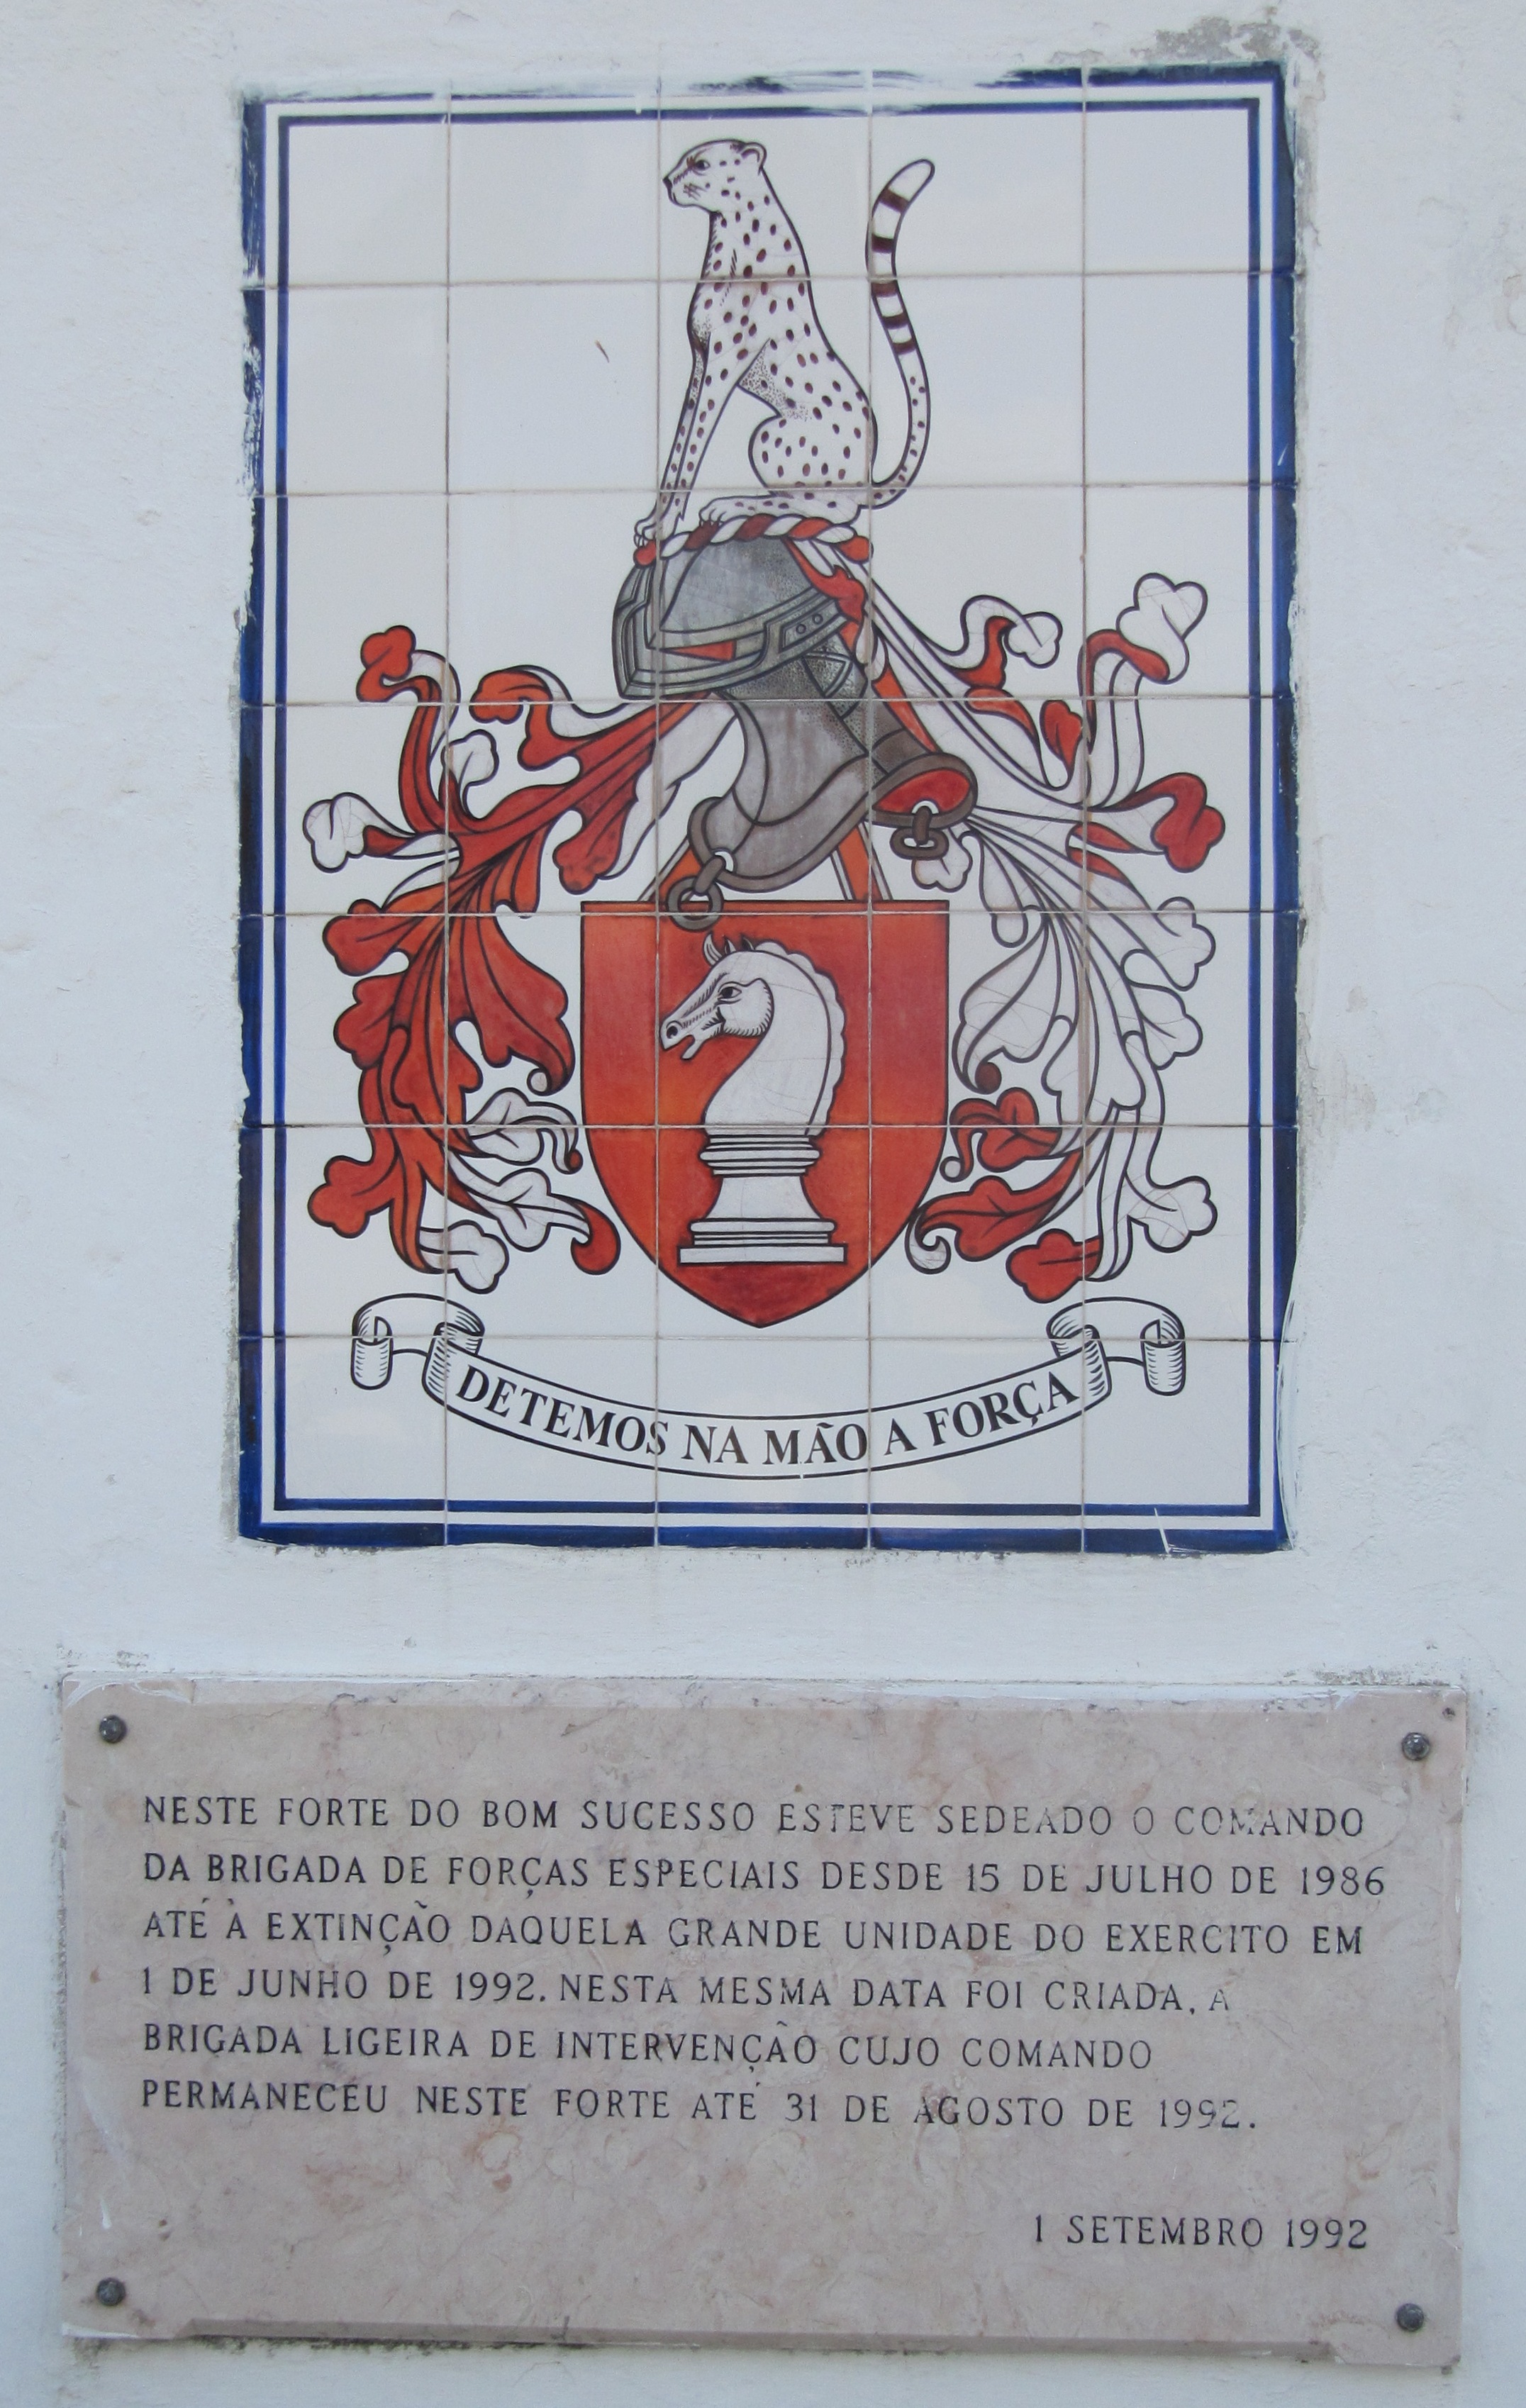 DETEMOS NA MÃO A FORÇA
NESTE FORTE DO BOM SUCESSO ESTEVE SEDEADO O COMANDO
DA BRIGADA DE FORÇAS ESPECIAIS DESDE 15 DE JULHO DE 1986
ATÉ À EXTINÇÃO DAQUELA GRANDE UNIDADE DO EXERCITO EM
1 DE JUNHO DE 1992. NESTA MESMA DATA FOI CRIADA, A
BRIGADA LIGEIRA DE INTERVENÇÃO CUJO COMANDO
PERMANECEU NESTE FORTE ATÉ 31 DE AGOSTO DE 1992.
1 SETEMBRO 1992